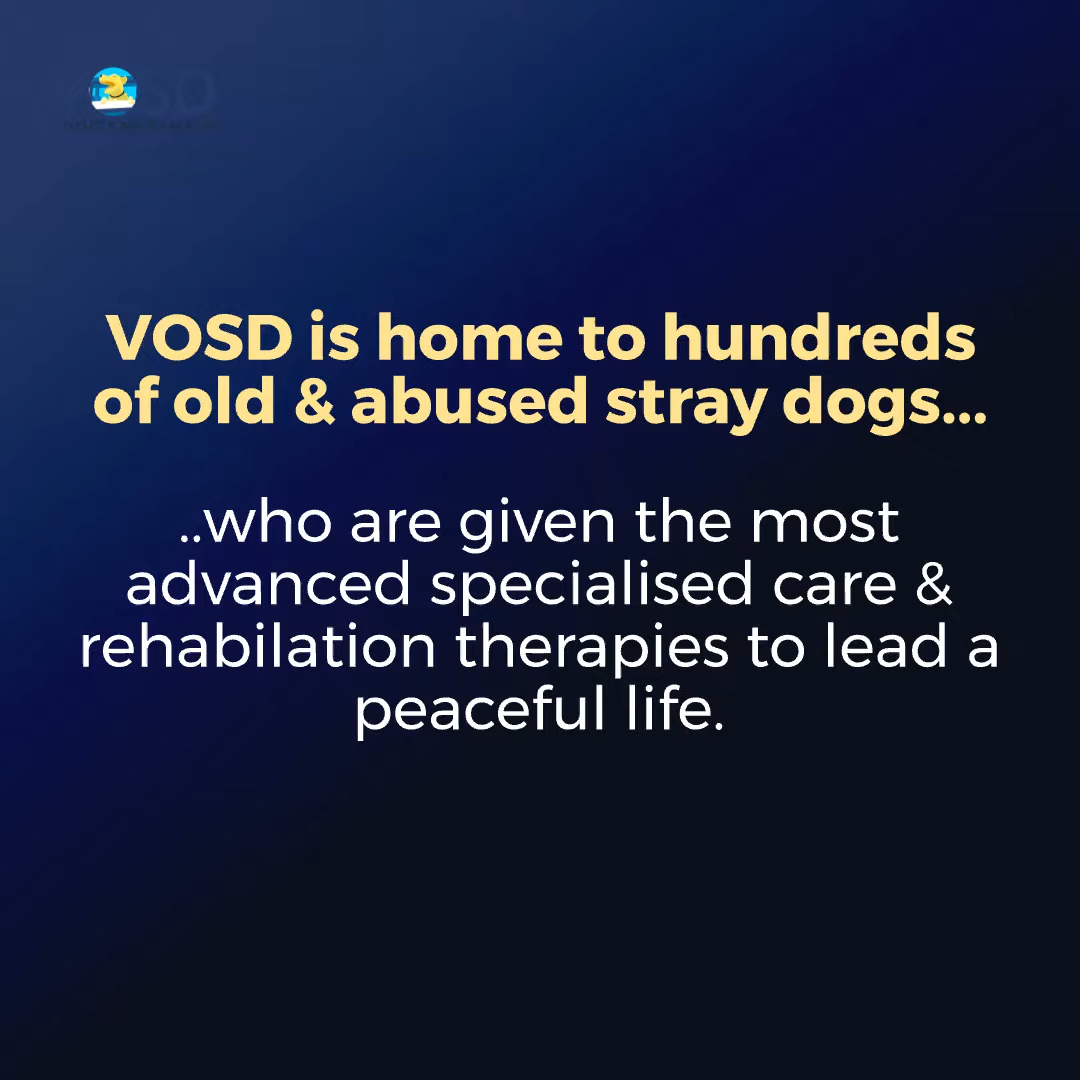 VOSD is home to hundreds
of old & abused stray dogs...
..who are given the most
advanced specialised care &
rehabilation therapies to lead a
peaceful life.